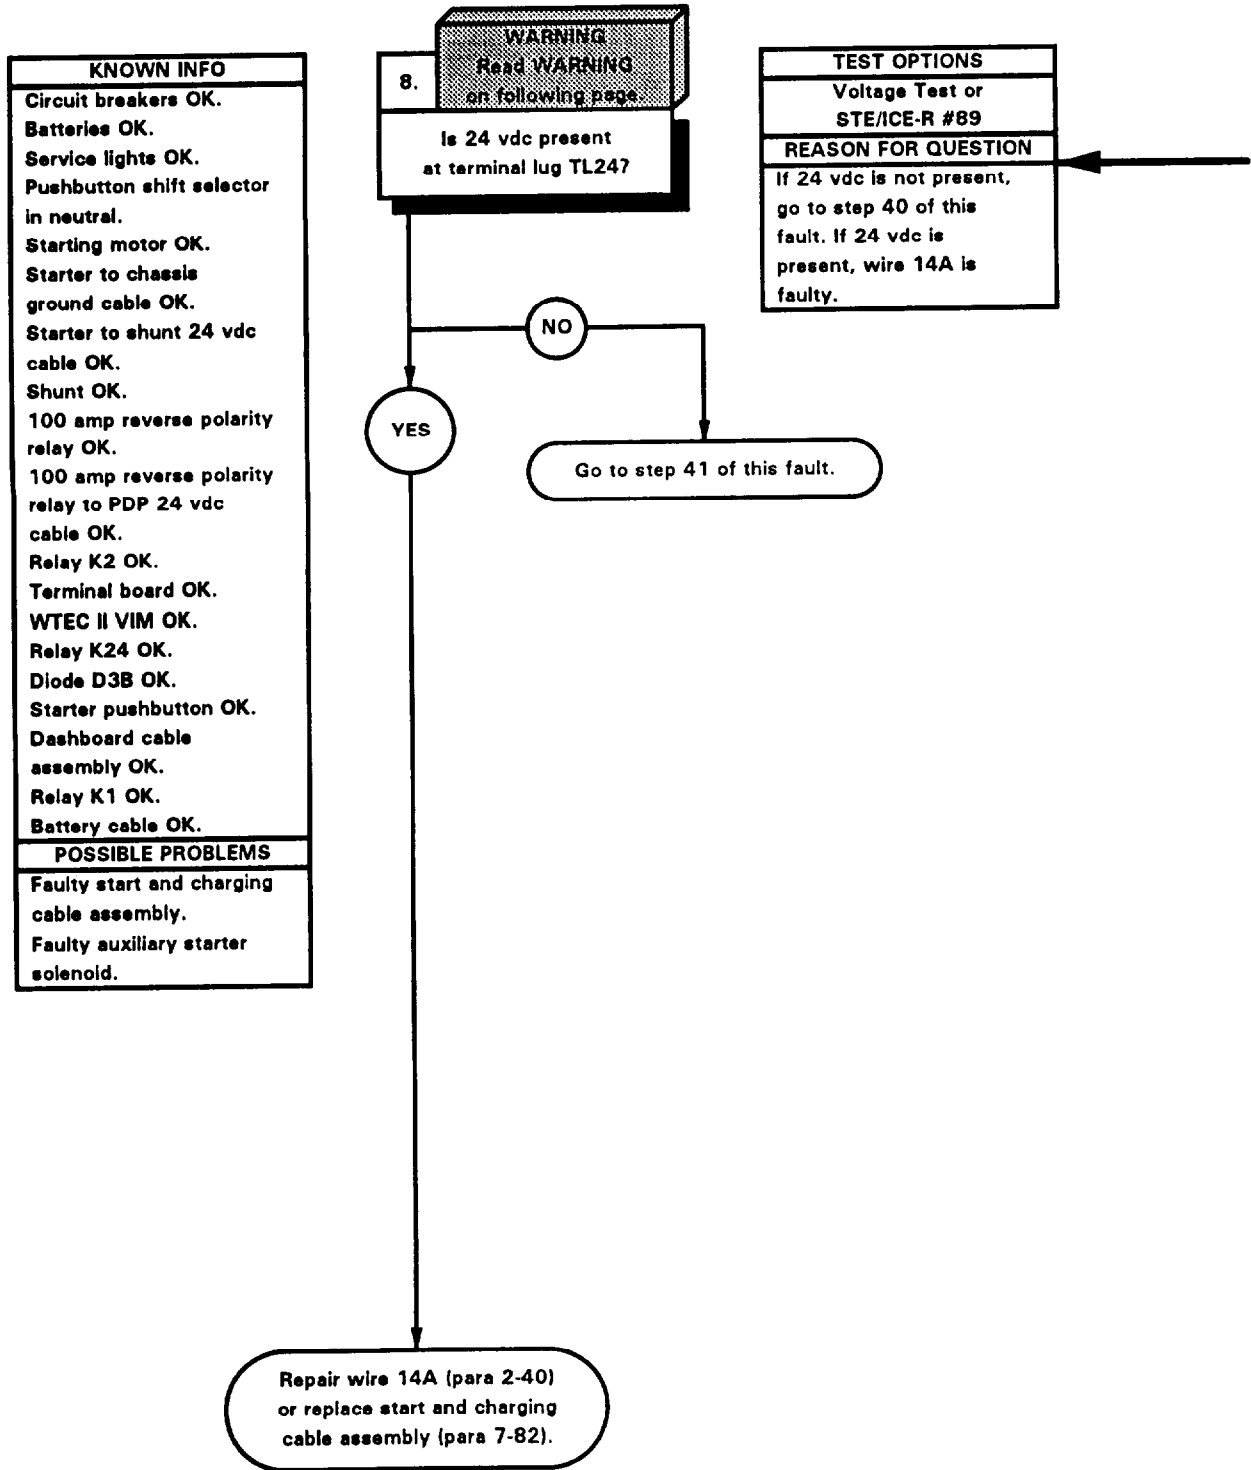 KNOWN INFO
Circuit breakers OK.
Batteries OK.
Service lights OK.
Pushbutton shift selector
in neutral.
Starting motor OK.
Starter to chassis
ground cable OK.
Starter to shunt 24 vdc
cable OK.
Shunt OK.
100 amp reverse polarity
relay OK.
100 amp reverse polarity
relay to PDP 24 vdc
cable OK.
Relay K2 OK.
Terminal board OK.
WTEC II VIM OK.
Relay K24 OK.
Diode D3B OK.
Starter pushbutton OK.
Dashboard cable
assembly OK.
Relay K1 OK.
Battery cable OK.
POSSIBLE PROBLEMS
Faulty start and charging
cable assembly.
Faulty auxiliary starter
solenoid.
8.
WARNING
Read WARNING
on following page
Is 24 vdc present
at terminal lug TL24?
TEST OPTIONS
Voltage Test or
STE/ICE-R #89
REASON FOR QUESTION
If 24 vdc is not present,
go to step 40 of this
fault. If 24 vdc is
present, wire 14A is
faulty.
NO
YES
Go to step 41 of this fault.
Repair wire 14A (para 2-40)
or replace start and charging
cable assembly (para 7-82).